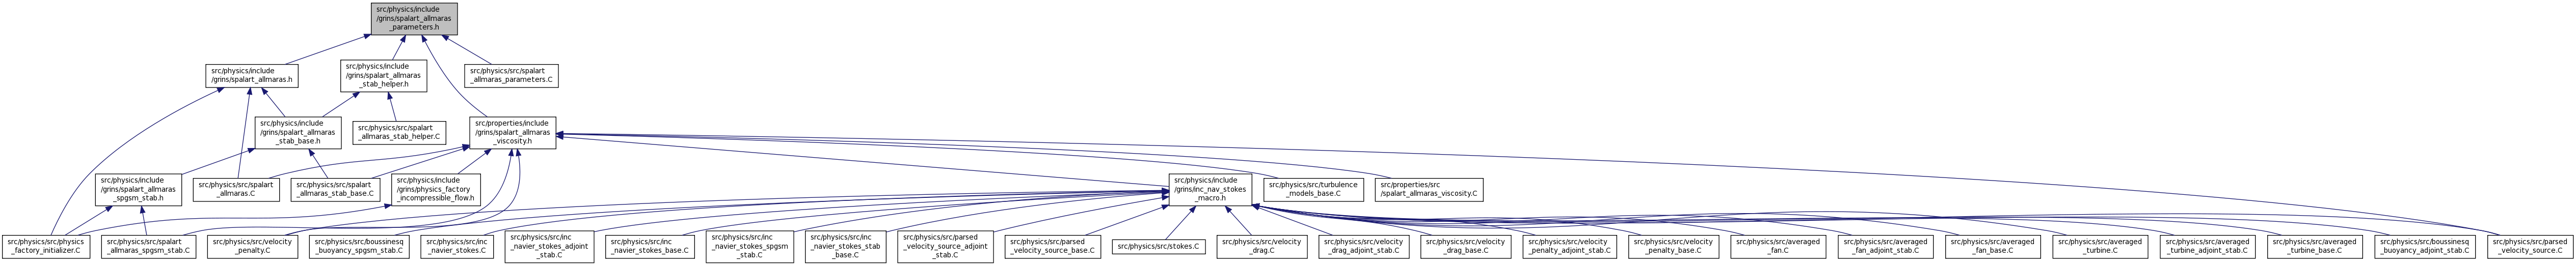 src/physics/include
/grins/spalart_allmaras
_parameters.h
src/physics/include
/grins/spalart_allmaras.h
src/physics/include
/grins/spalart_allmaras
_stab_helper.h
src/physics/src/spalart
_allmaras_parameters.C
src/physics/include
/grins/spalart_allmaras
_stab_base.h
src/physics/src/spalart
_allmaras_stab_helper.C
src/properties/include
/grins/spalart_allmaras
_viscosity.h
src/physics/include
/grins/spalart_allmaras
_spgsm_stab.h
src/physics/src/spalart
_allmaras.C
src/physics/src/spalart
_allmaras_stab_base.C
src/physics/include
/grins/physics_factory
_incompressible_flow.h
src/physics/include
/grins/inc_nav_stokes
_macro.h
src/physics/src/turbulence
_models_base.C
src/properties/src
/spalart_allmaras_viscosity.C
src/physics/src/physics
_factory_initializer.C
src/physics/src/spalart
_allmaras_spgsm_stab.C
src/physics/src/velocity
_penalty.C
src/physics/src/boussinesq
_buoyancy_spgsm_stab.C
src/physics/src/inc
_navier_stokes.C
src/physics/src/inc
_navier_stokes_adjoint
_stab.C
src/physics/src/inc
_navier_stokes_base.C
src/physics/src/inc
_navier_stokes_spgsm
_stab.C
src/physics/src/inc
_navier_stokes_stab
_base.C
src/physics/src/parsed
_velocity_source_adjoint
_stab.C
src/physics/src/parsed
_velocity_source_base.C
src/physics/src/stokes.C
src/physics/src/velocity
_drag.C
src/physics/src/velocity
_drag_adjoint_stab.C
src/physics/src/velocity
_drag_base.C
src/physics/src/velocity
_penalty_adjoint_stab.C
src/physics/src/velocity
_penalty_base.C
src/physics/src/averaged
_fan.C
src/physics/src/averaged
_fan_adjoint_stab.C
src/physics/src/averaged
_fan_base.C
src/physics/src/averaged
_turbine.C
src/physics/src/averaged
_turbine_adjoint_stab.C
src/physics/src/averaged
_turbine_base.C
src/physics/src/boussinesq
_buoyancy_adjoint_stab.C
src/physics/src/parsed
_velocity_source.C